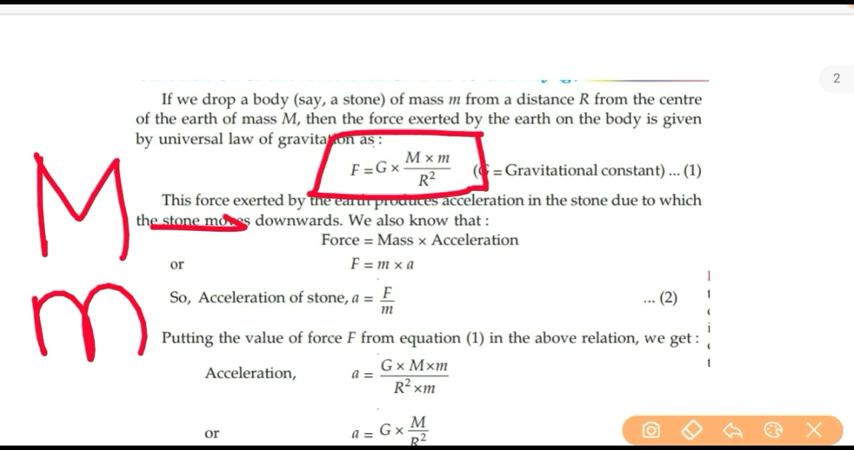 2
If we drop a body (say, a stone) of mass m from a distance R from the centre
of the earth of mass M, then the force exerted by the earth on the body is given
by universal law of gravitation as :
F = G × M × m / R² (G = Gravitational constant) ... (1)
This force exerted by the earth produces acceleration in the stone due to which
the stone moves downwards. We also know that :
Force = Mass × Acceleration
or F = m × a
So, Acceleration of stone, a = F / m ... (2)
Putting the value of force F from equation (1) in the above relation, we get :
Acceleration, a = G × M×m / R² ×m
or a = G × M / R²
M
m